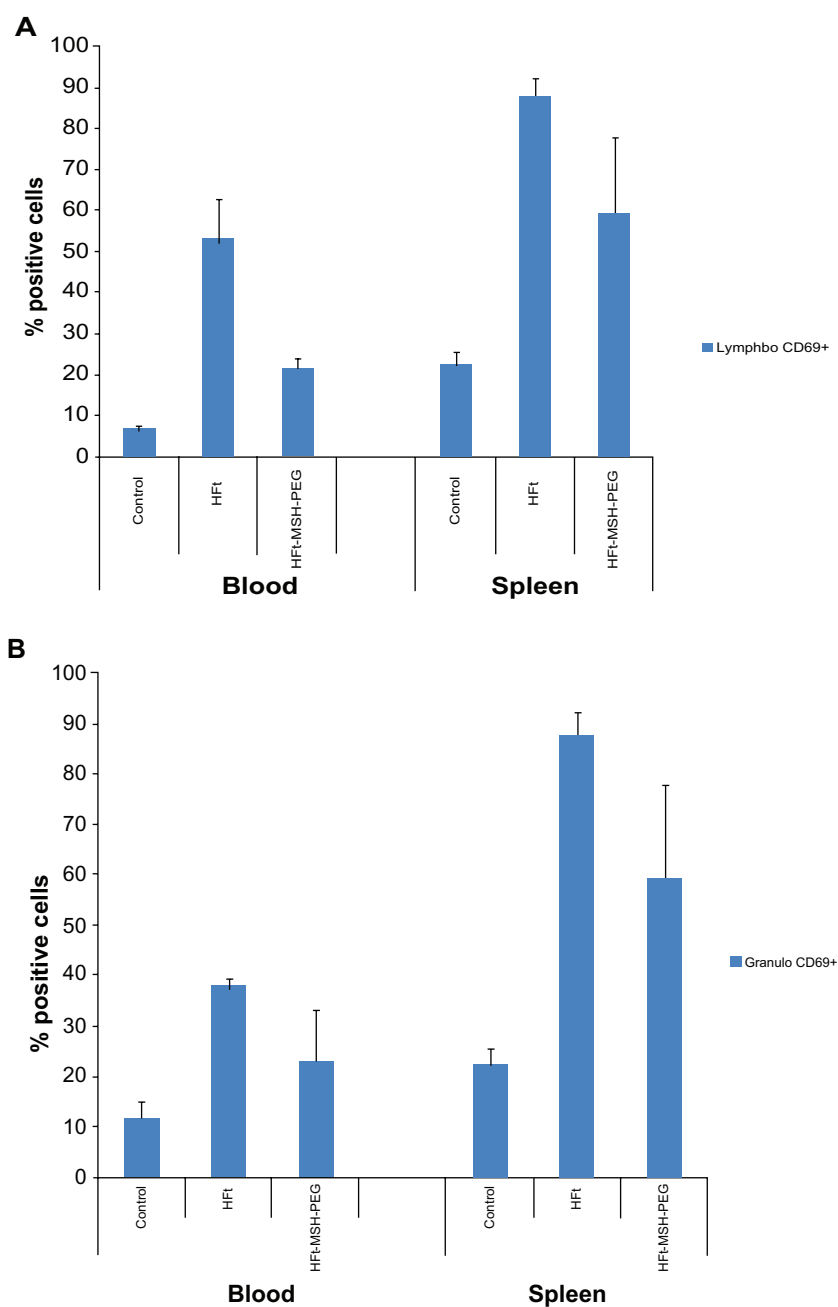 A
100
90
80
70
60
50
40
30
20
10
0
% positive cells
Control
HFt
HFt-MSH-PEG
Control
HFt
HFt-MSH-PEG
Blood
Spleen
Lymphbo CD69+
B
100
90
80
70
60
50
40
30
20
10
0
% positive cells
Control
HFt
HFt-MSH-PEG
Control
HFt
HFt-MSH-PEG
Blood
Spleen
Granulo CD69+